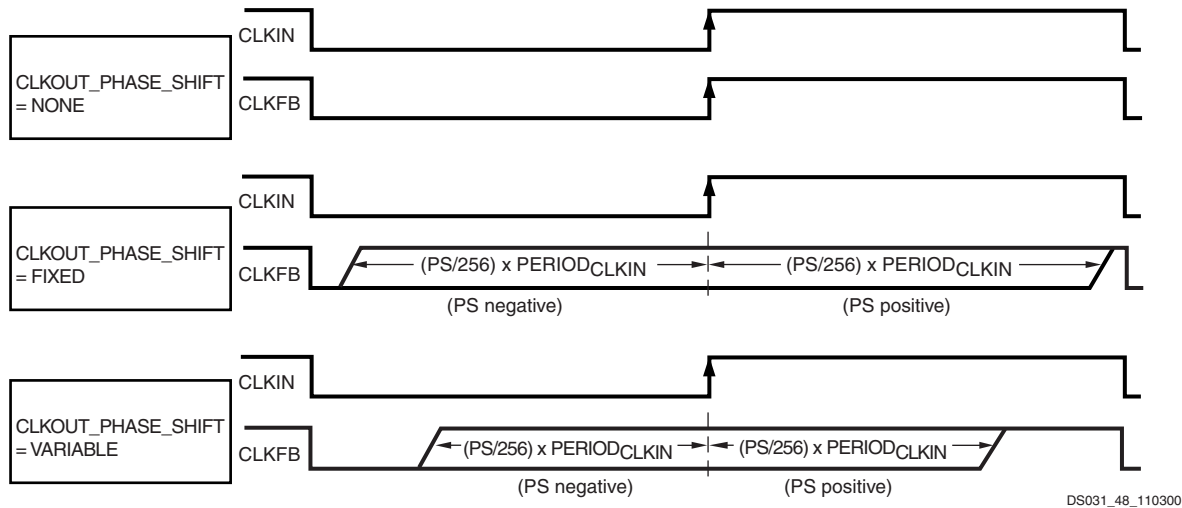 CLKIN
CLKOUT_PHASE_SHIFT
= NONE
CLKFB
CLKIN
CLKOUT_PHASE_SHIFT
= FIXED
CLKFB
(PS/256) x PERIODCLKIN
(PS/256) x PERIODCLKIN
(PS negative)
(PS positive)
CLKIN
CLKOUT_PHASE_SHIFT
= VARIABLE
CLKFB
(PS/256) x PERIODCLKIN
(PS/256) x PERIODCLKIN
(PS negative)
(PS positive)
DS031_48_110300